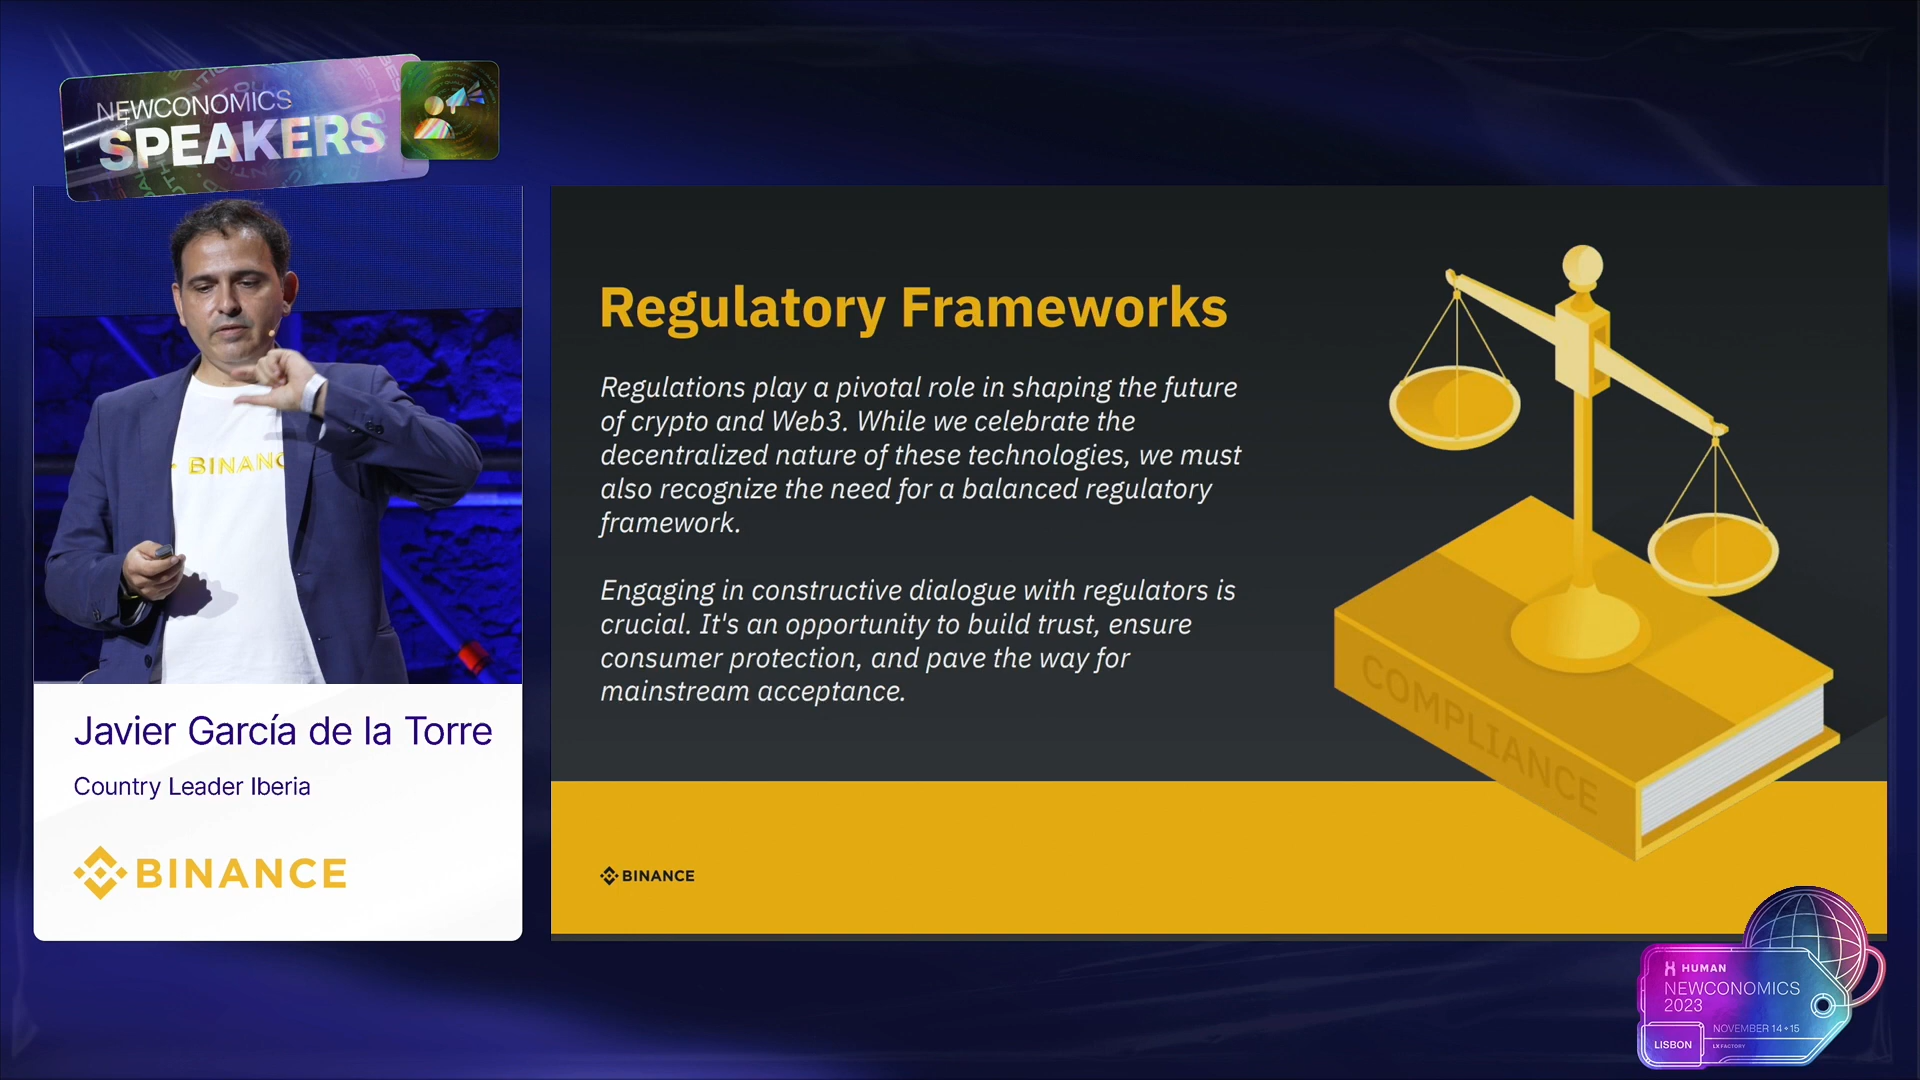 NEWCONOMICS
SPEAKERS
BINANC
Javier García de la Torre
Country Leader Iberia
BINANCE
Regulatory Frameworks
Regulations play a pivotal role in shaping the future
of crypto and Web3. While we celebrate the
decentralized nature of these technologies, we must
also recognize the need for a balanced regulatory
framework.
Engaging in constructive dialogue with regulators is
crucial. It's an opportunity to build trust, ensure
consumer protection, and pave the way for
mainstream acceptance.
COMPLIANCE
BINANCE
HUMAN
NEWCONOMICS
2023
NOVEMBER 14+15
LISBON
LX FACTORY